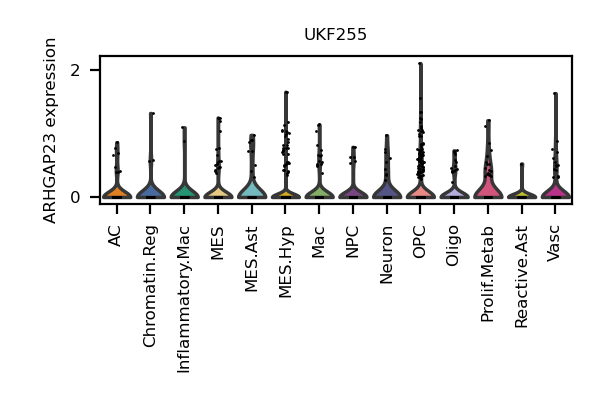 UKF255
ARHGAP23 expression
2
0
AC
Chromatin.Reg
Inflammatory.Mac
MES
MES.Ast
MES.Hyp
Mac
NPC
Neuron
OPC
Oligo
Prolif.Metab
Reactive.Ast
Vasc